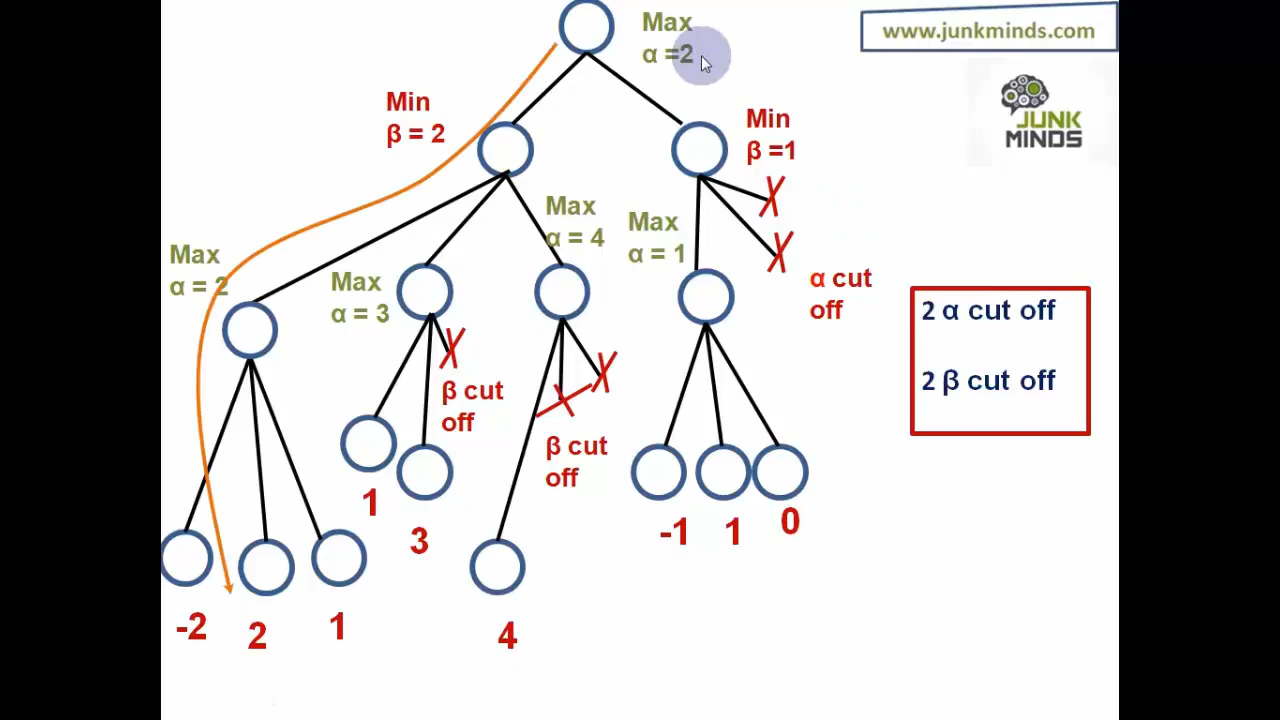 Max
α =2
www.junkminds.com
JUNK
MINDS
Min
β = 2
Min
β =1
Max
α = 2
Max
α = 3
Max
α = 4
Max
α = 1
β cut
off
β cut
off
α cut
off
2 α cut off
2 β cut off
-2
2
1
1
3
4
-1
1
0